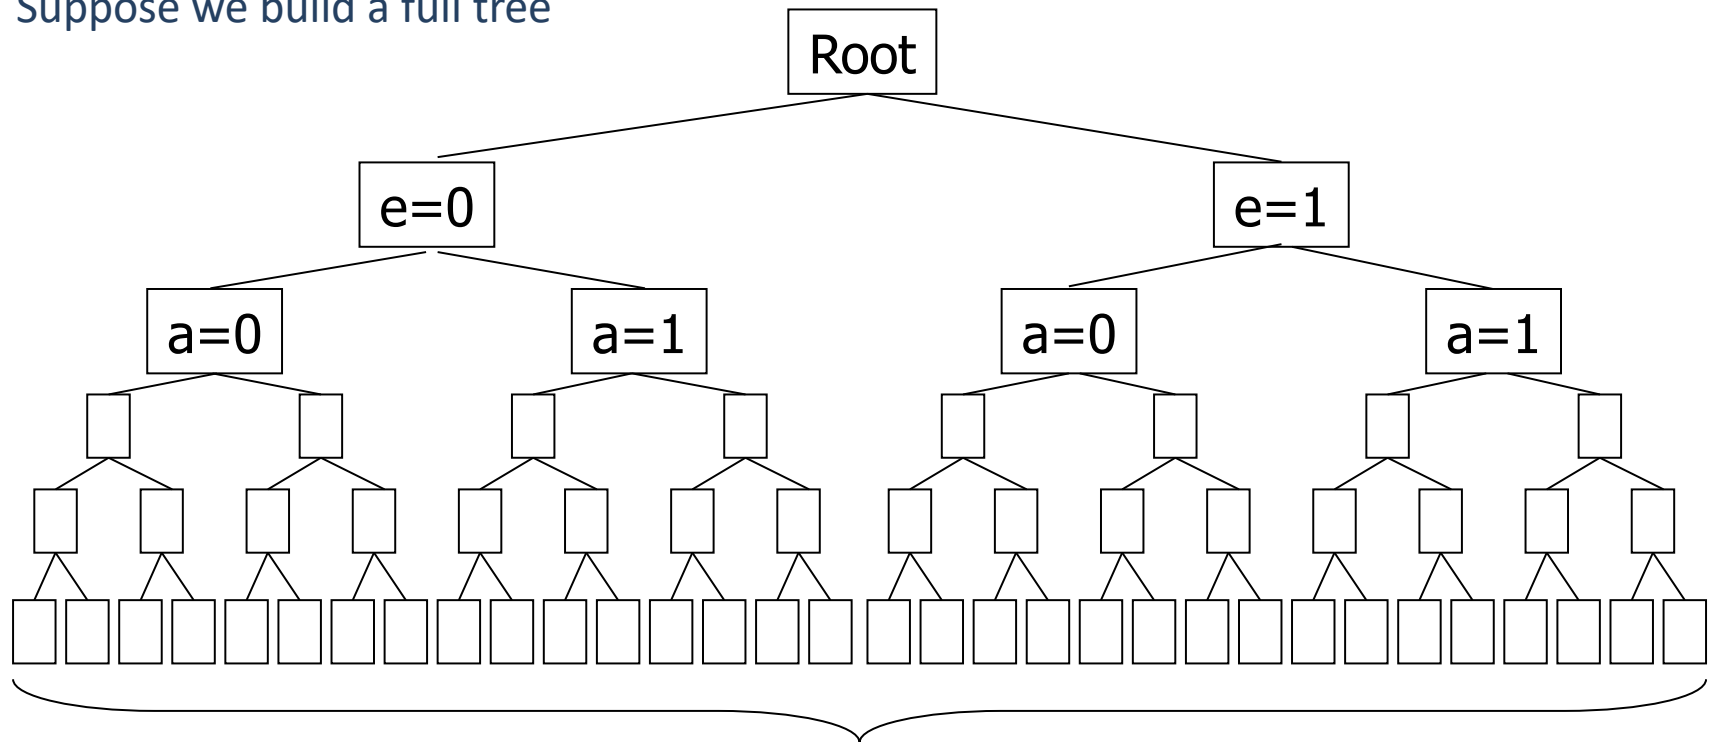 Suppose we build a full tree
Root
e=0 e=1
a=0 a=1 a=0 a=1